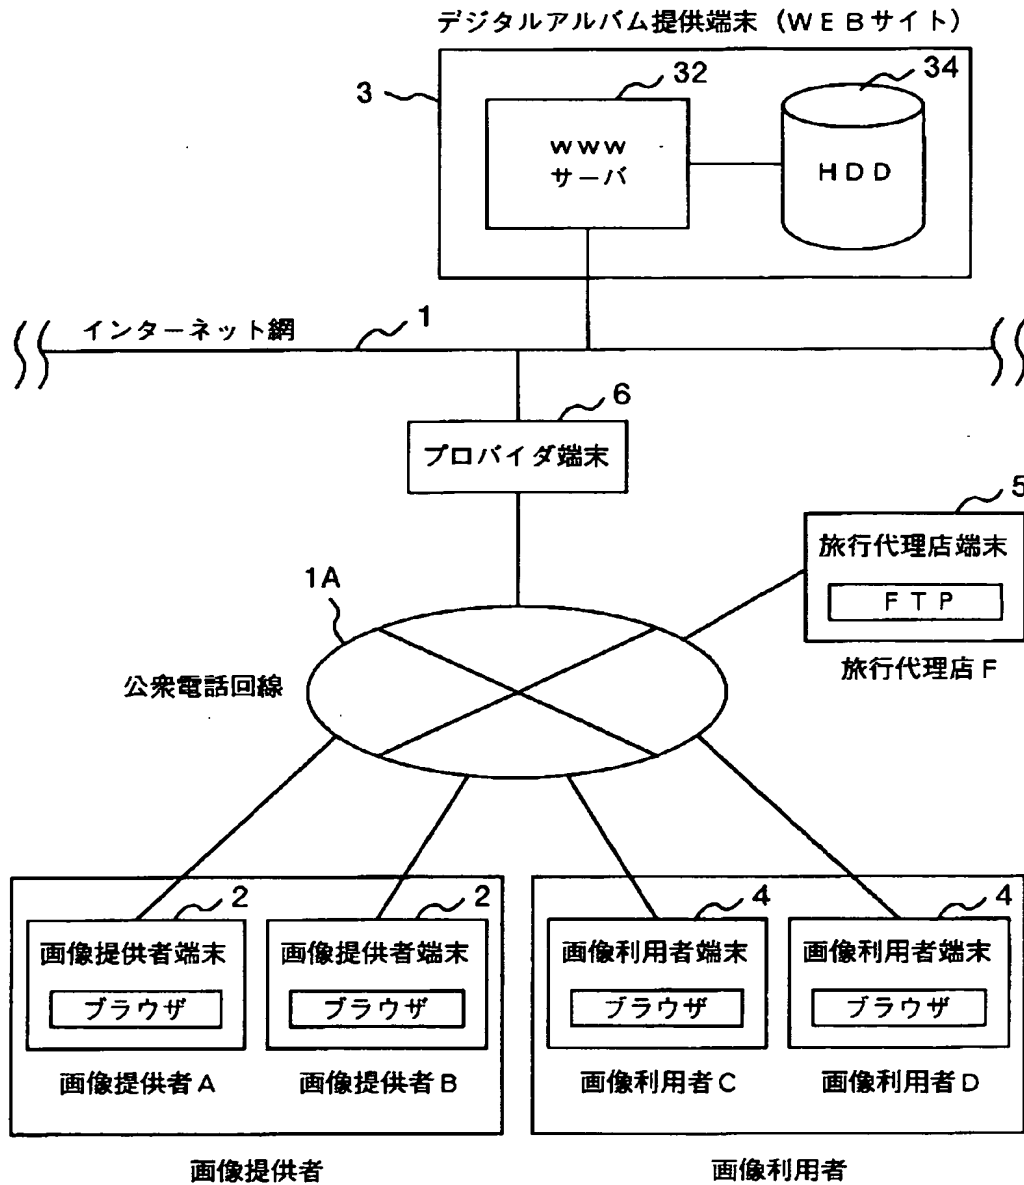 デジタルアルバム提供端末(WEBサイト)
3
32
34
WWW
サーバ
HDD
インターネット網
1
6
プロバイダ端末
5
旅行代理店端末
FTP
旅行代理店F
1A
公衆電話回線
2
2
4
4
画像提供者端末
画像提供者端末
画像利用者端末
画像利用者端末
ブラウザ
ブラウザ
ブラウザ
ブラウザ
画像提供者A
画像提供者B
画像利用者C
画像利用者D
画像提供者
画像利用者